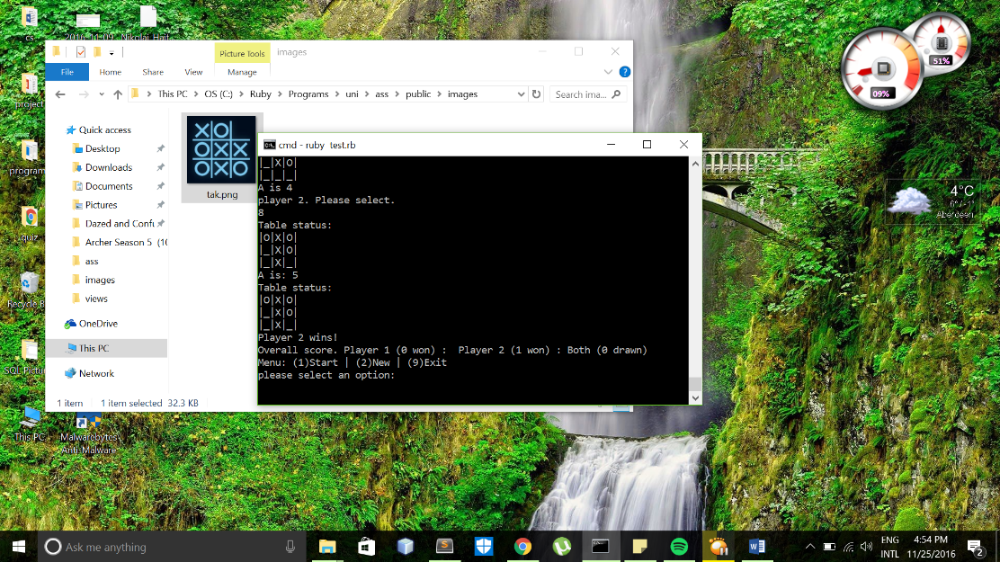 cs
2016-11-09
Nikolai_Haif
project
program
quiz
Recycle B
SQL Picture
This PC
Malwarebytes
Anti-Malware
Picture Tools
images
File
Home
Share
View
Manage
This PC > OS (C:) > Ruby > Programs > uni > ass > public > images
Search ima...
Quick access
Desktop
Downloads
Documents
Pictures
Dazed and Confu
Archer Season 5 (10
ass
images
views
OneDrive
This PC
Network
tak.png
1 item
1 item selected 32.3 KB
cmd - ruby test.rb
|_|X|O|
|_|_|_|
A is 4
player 2. Please select.
8
Table status:
|O|X|O|
|_|X|O|
|_|X|_|
A is: 5
Table status:
|O|X|O|
|_|X|O|
|_|X|_|
Player 2 wins!
Overall score. Player 1 (0 won) :  Player 2 (1 won) : Both (0 drawn)
Menu: (1)Start | (2)New | (9)Exit
please select an option:
51%
09%
4°C
6°/-1°
Aberdeen
Ask me anything
ENG
INTL
4:54 PM
11/25/2016
2